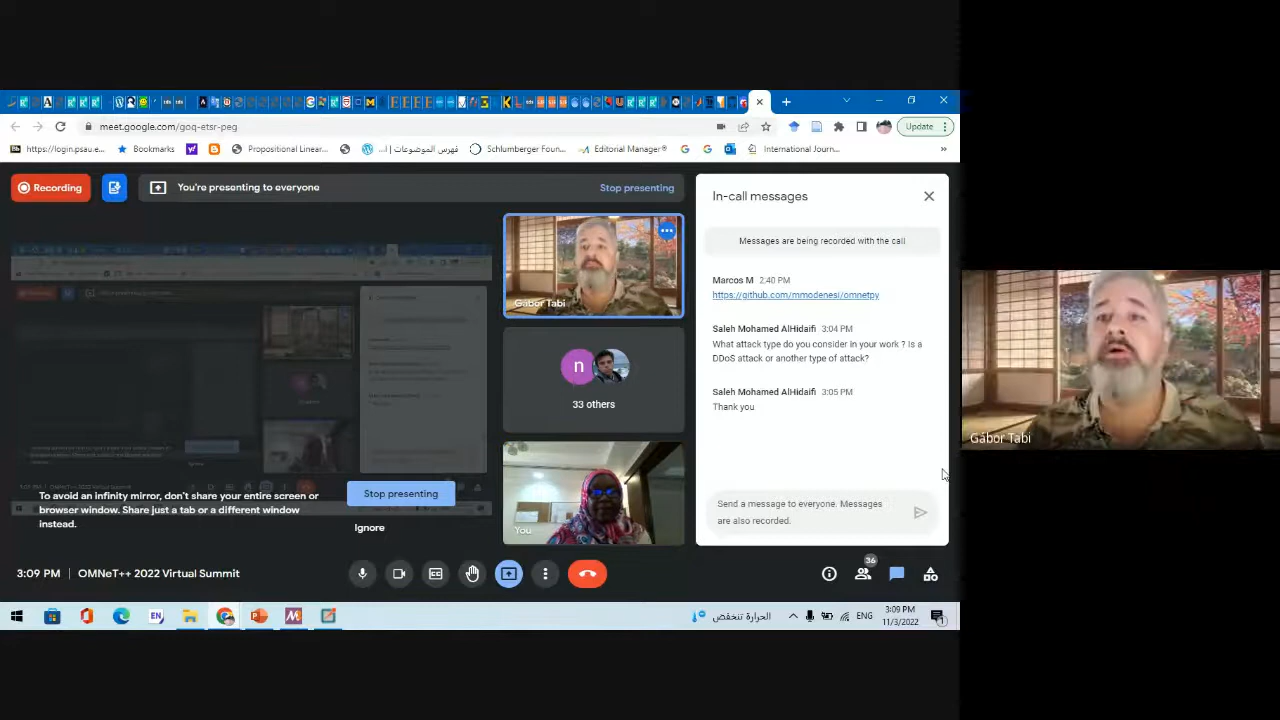 meet.google.com/goq-etsr-peg
Update
https://login.psau.e...
Bookmarks
Propositional Linear...
فهرس الموضوعات | ا...
Schlumberger Foun...
Editorial Manager®
International Journ...
»
Recording
You're presenting to everyone
Stop presenting
In-call messages
Messages are being recorded with the call
Marcos M 2:40 PM
https://github.com/mmodenesi/omnetpy
Saleh Mohamed AlHidaifi 3:04 PM
What attack type do you consider in your work ? Is a
DDoS attack or another type of attack?
Saleh Mohamed AlHidaifi 3:05 PM
Thank you
Gábor Tabi
n
33 others
You
To avoid an infinity mirror, don't share your entire screen or
browser window. Share just a tab or a different window
instead.
Stop presenting
Ignore
Send a message to everyone. Messages
are also recorded.
Gábor Tabi
3:09 PM | OMNeT++ 2022 Virtual Summit
36
EN
الحرارة تنخفض
ENG
3:09 PM
11/3/2022
1